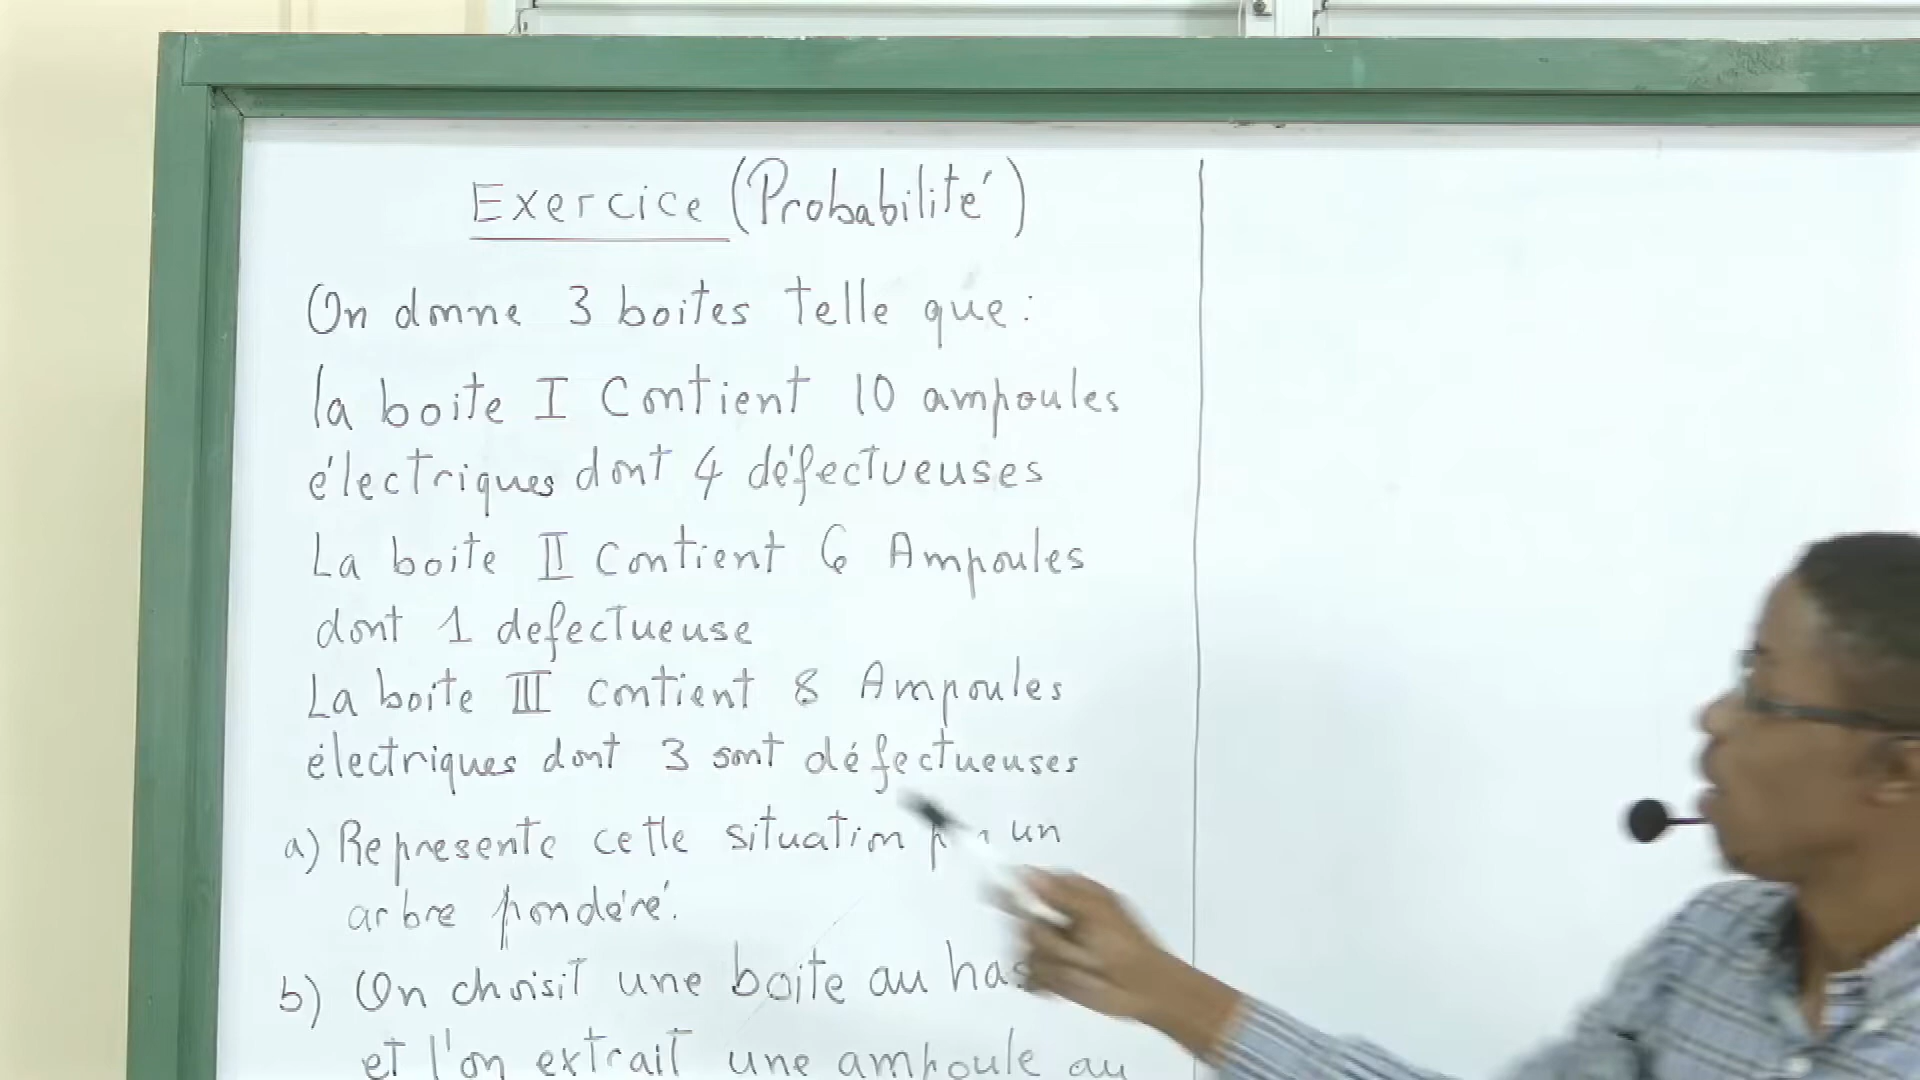 Exercice (Probabilité)
On donne 3 boites telle que:
la boite I Contient 10 ampoules
électriques dont 4 défectueuses
La boite II Contient 6 Ampoules
dont 1 defectueuse
La boite III contient 8 Ampoules
électriques dont 3 sont défectueuses
a) Represente cette situation un
arbre pondéré.
b) On choisit une boite au
et l'on extrait une ampoule au